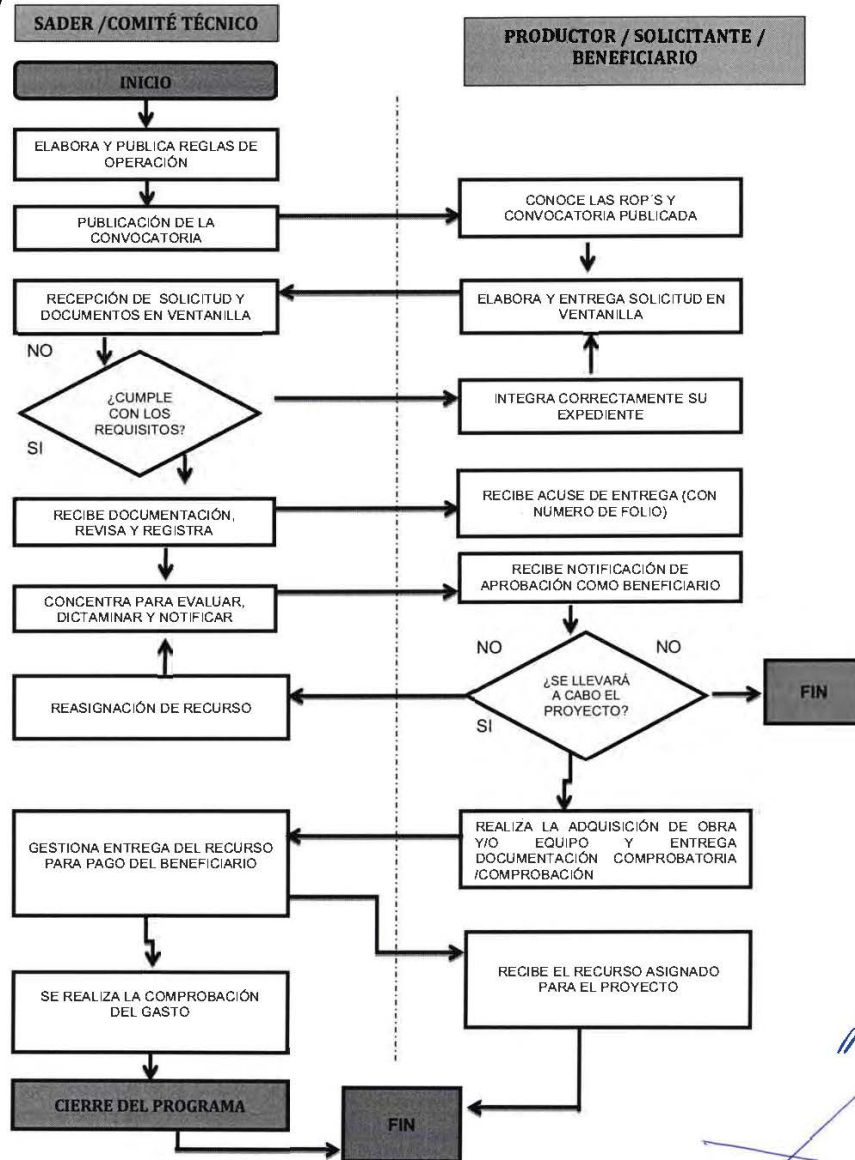 SADER /COMITÉ TÉCNICO
PRODUCTOR / SOLICITANTE /
BENEFICIARIO
INICIO
ELABORA Y PUBLICA REGLAS DE
OPERACIÓN
PUBLICACIÓN DE LA
CONVOCATORIA
CONOCE LAS ROP´S Y
CONVOCATORIA PUBLICADA
RECEPCIÓN DE SOLICITUD Y
DOCUMENTOS EN VENTANILLA
ELABORA Y ENTREGA SOLICITUD EN
VENTANILLA
NO
¿CUMPLE
CON LOS
REQUISITOS?
SI
INTEGRA CORRECTAMENTE SU
EXPEDIENTE
RECIBE DOCUMENTACIÓN,
REVISA Y REGISTRA
RECIBE ACUSE DE ENTREGA (CON
NÚMERO DE FOLIO)
CONCENTRA PARA EVALUAR,
DICTAMINAR Y NOTIFICAR
RECIBE NOTIFICACIÓN DE
APROBACIÓN COMO BENEFICIARIO
NO
NO
¿SE LLEVARÁ
A CABO EL
PROYECTO?
SI
FIN
REASIGNACIÓN DE RECURSO
GESTIONA ENTREGA DEL RECURSO
PARA PAGO DEL BENEFICIARIO
REALIZA LA ADQUISICIÓN DE OBRA
Y/O EQUIPO Y ENTREGA
DOCUMENTACIÓN COMPROBATORIA
/COMPROBACIÓN
RECIBE EL RECURSO ASIGNADO
PARA EL PROYECTO
SE REALIZA LA COMPROBACIÓN
DEL GASTO
CIERRE DEL PROGRAMA
FIN